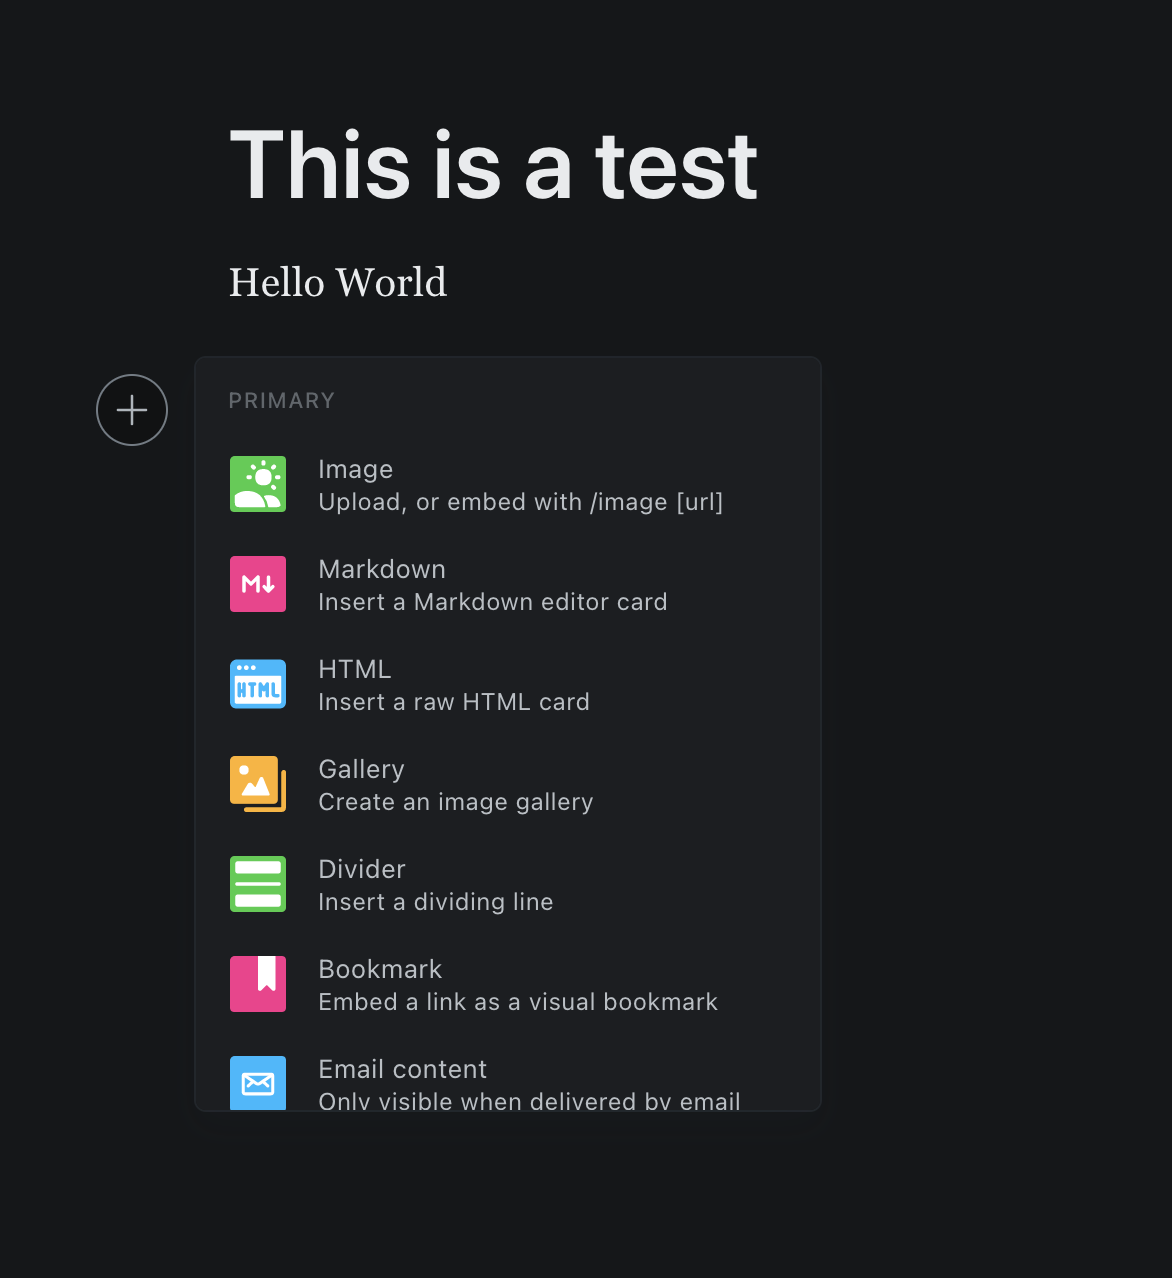 This is a test
Hello World
PRIMARY
Image
Upload, or embed with /image [url]
M
Markdown
Insert a Markdown editor card
HTML
HTML
Insert a raw HTML card
Gallery
Create an image gallery
Divider
Insert a dividing line
Bookmark
Embed a link as a visual bookmark
Email content
Only visible when delivered by email